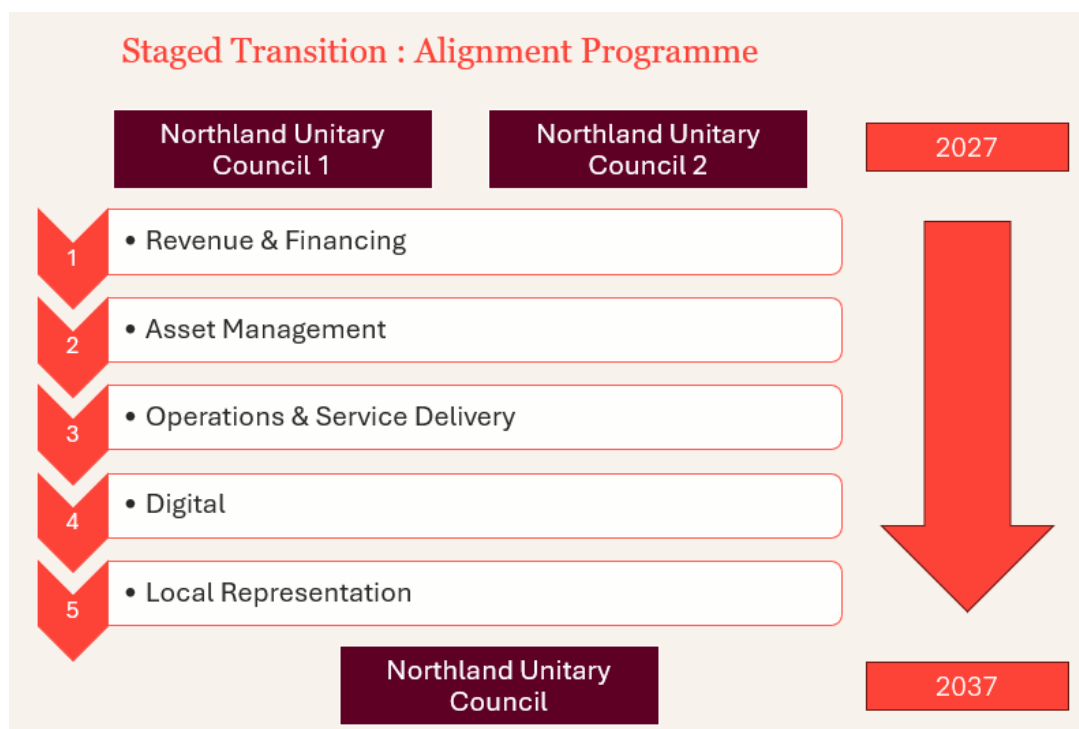 Staged Transition : Alignment Programme
Northland Unitary
Council 1
Northland Unitary
Council 2
2027
1
• Revenue & Financing
2
• Asset Management
3
• Operations & Service Delivery
4
• Digital
5
• Local Representation
Northland Unitary
Council
2037